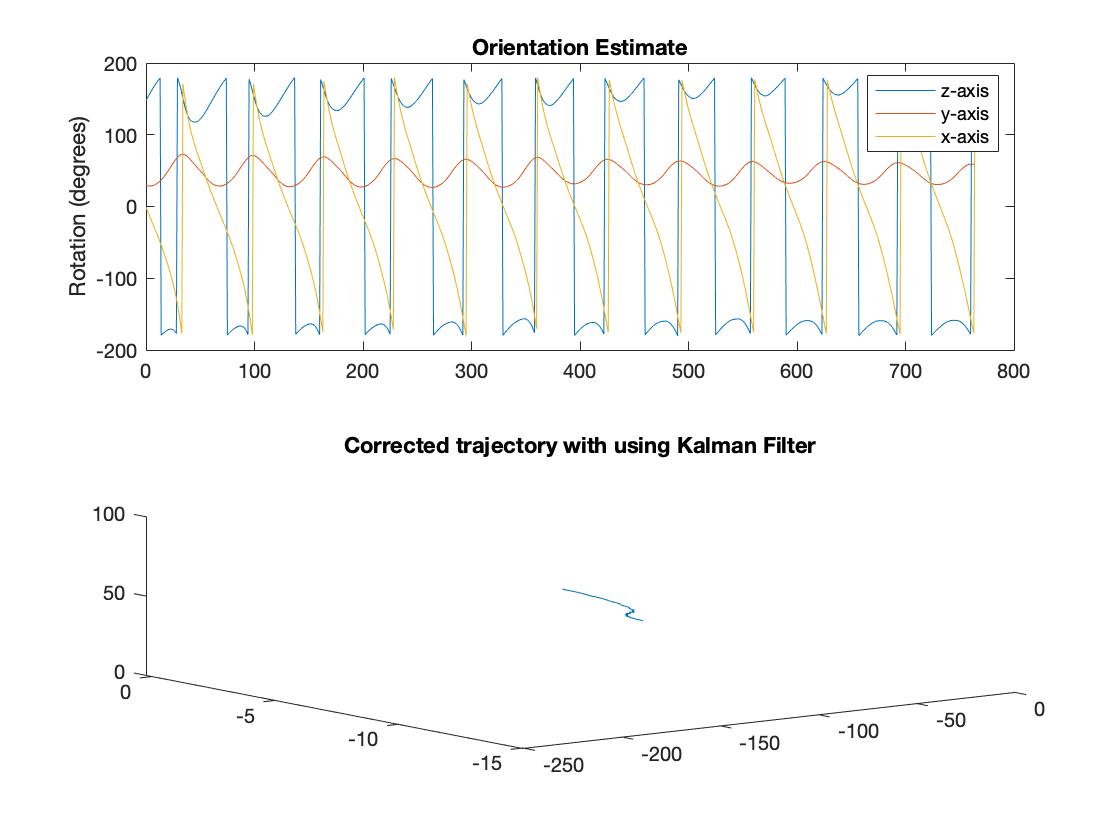 Orientation Estimate
Rotation (degrees)
200
100
0
-100
-200
0 100 200 300 400 500 600 700 800
z-axis
y-axis
x-axis
Corrected trajectory with using Kalman Filter
100
50
0
0
-5
-10
-15
-250
-200
-150
-100
-50
0